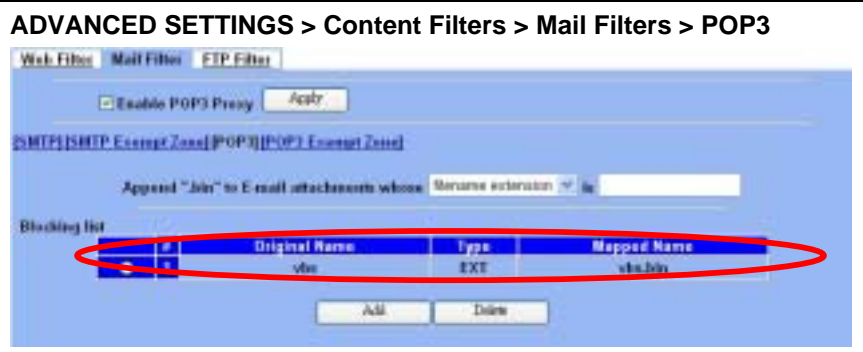 ADVANCED SETTINGS > Content Filters > Mail Filters > POP3
Web Filter Mail Filter FTP Filter
Enable POP3 Proxy Apply
[SMTP] [SMTP Exempt Zone] [POP3] [POP3 Exempt Zone]
Append ".bin" to E-mail attachments whose filename extension is
Blocking list
# Original Name Type Mapped Name
1 vbs EXT vbs.bin
Add Delete